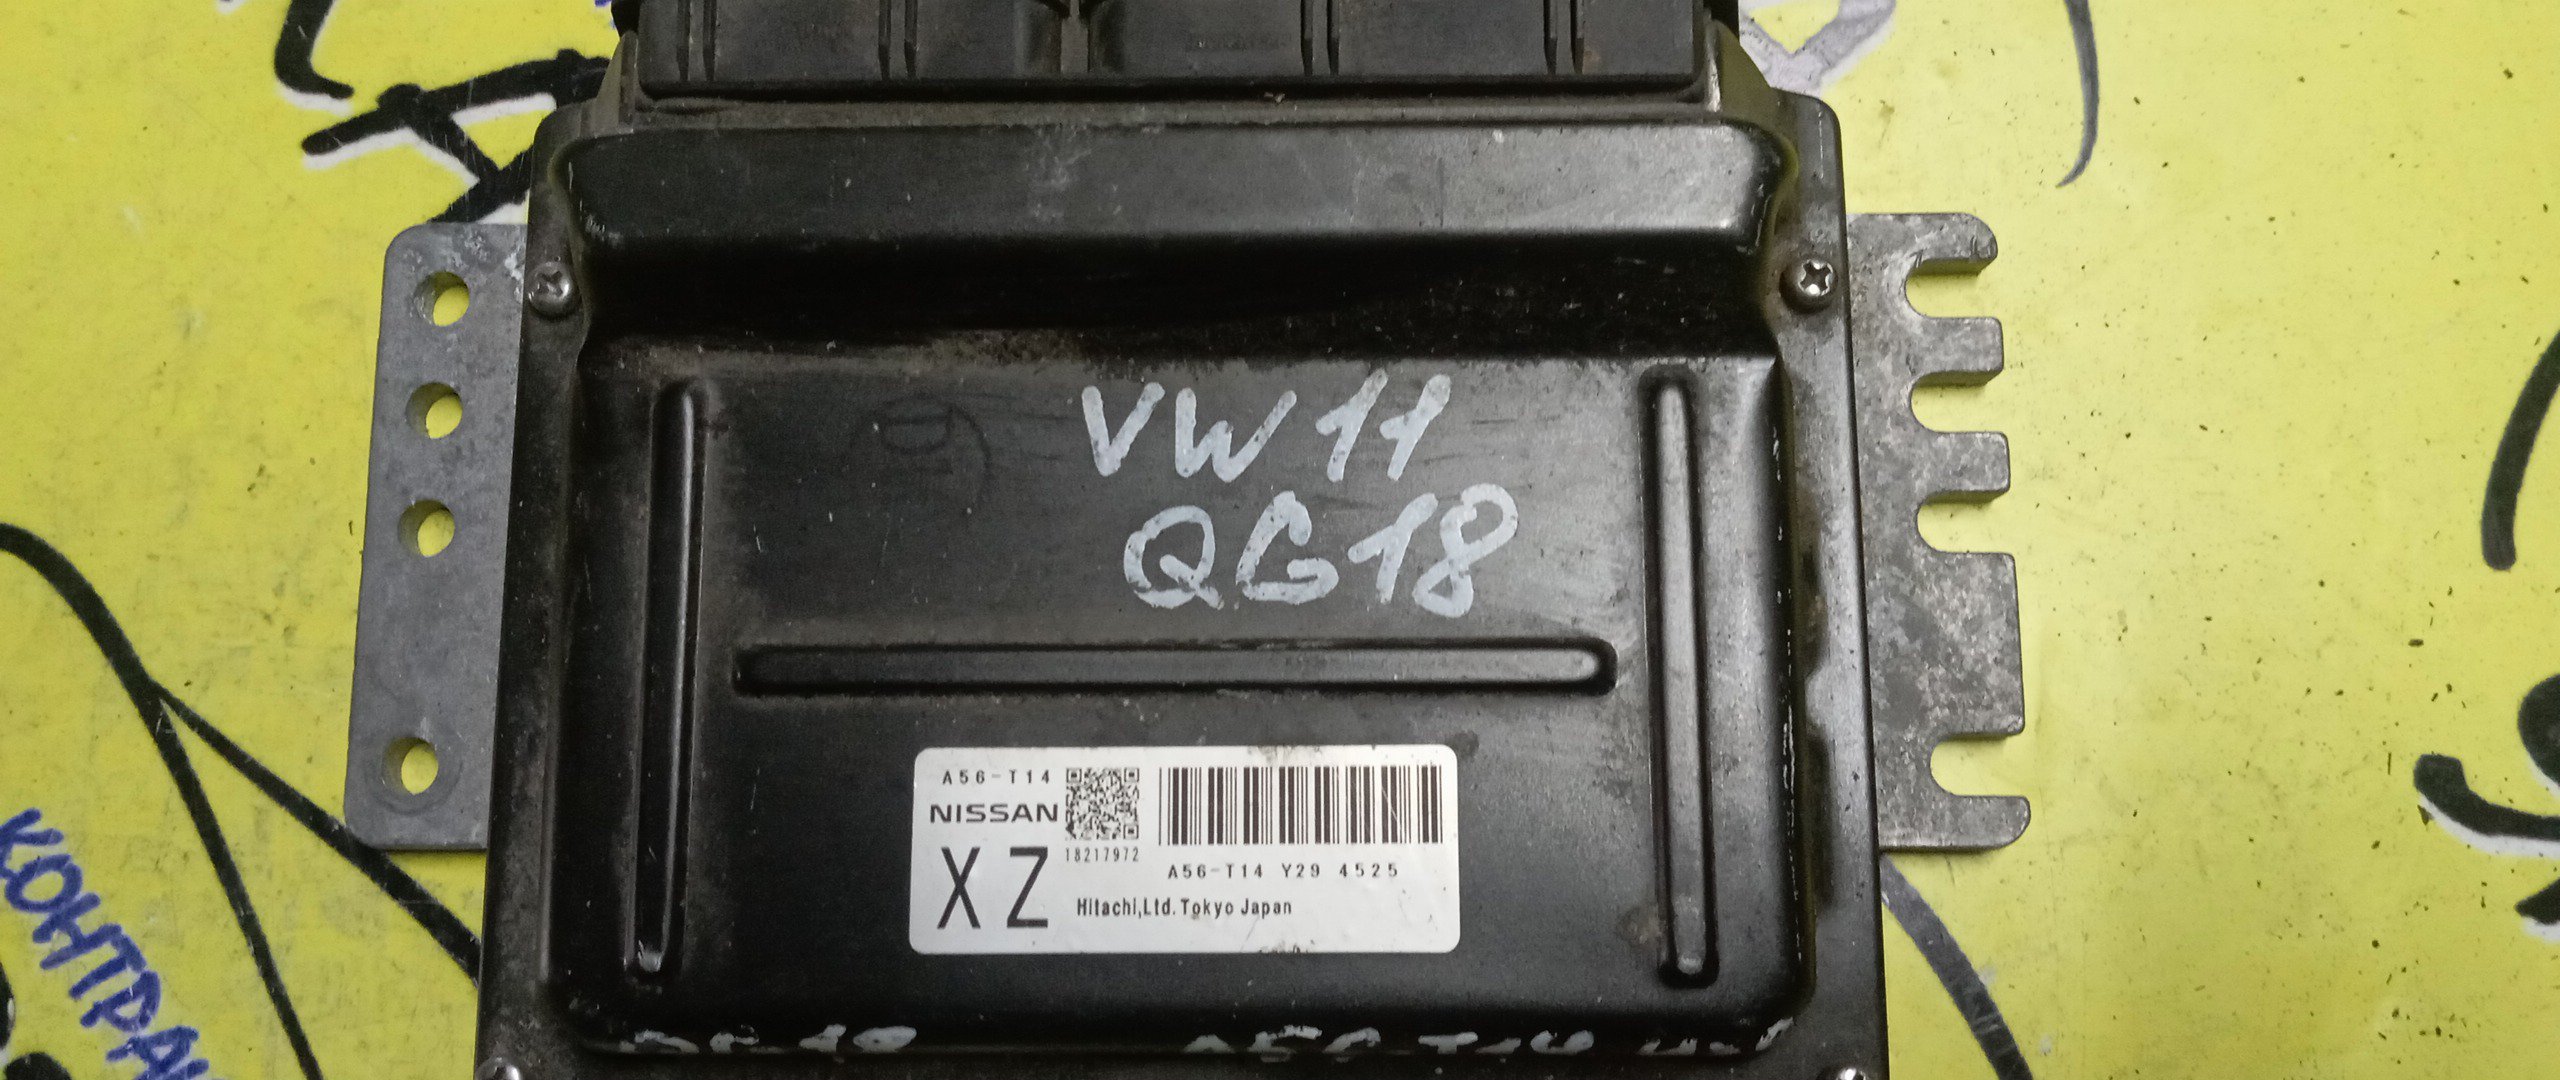 VW11
QG18
A56-T14
NISSAN
XZ
18217972
A56-T14 Y29 4525
Hitachi,Ltd.Tokyo Japan